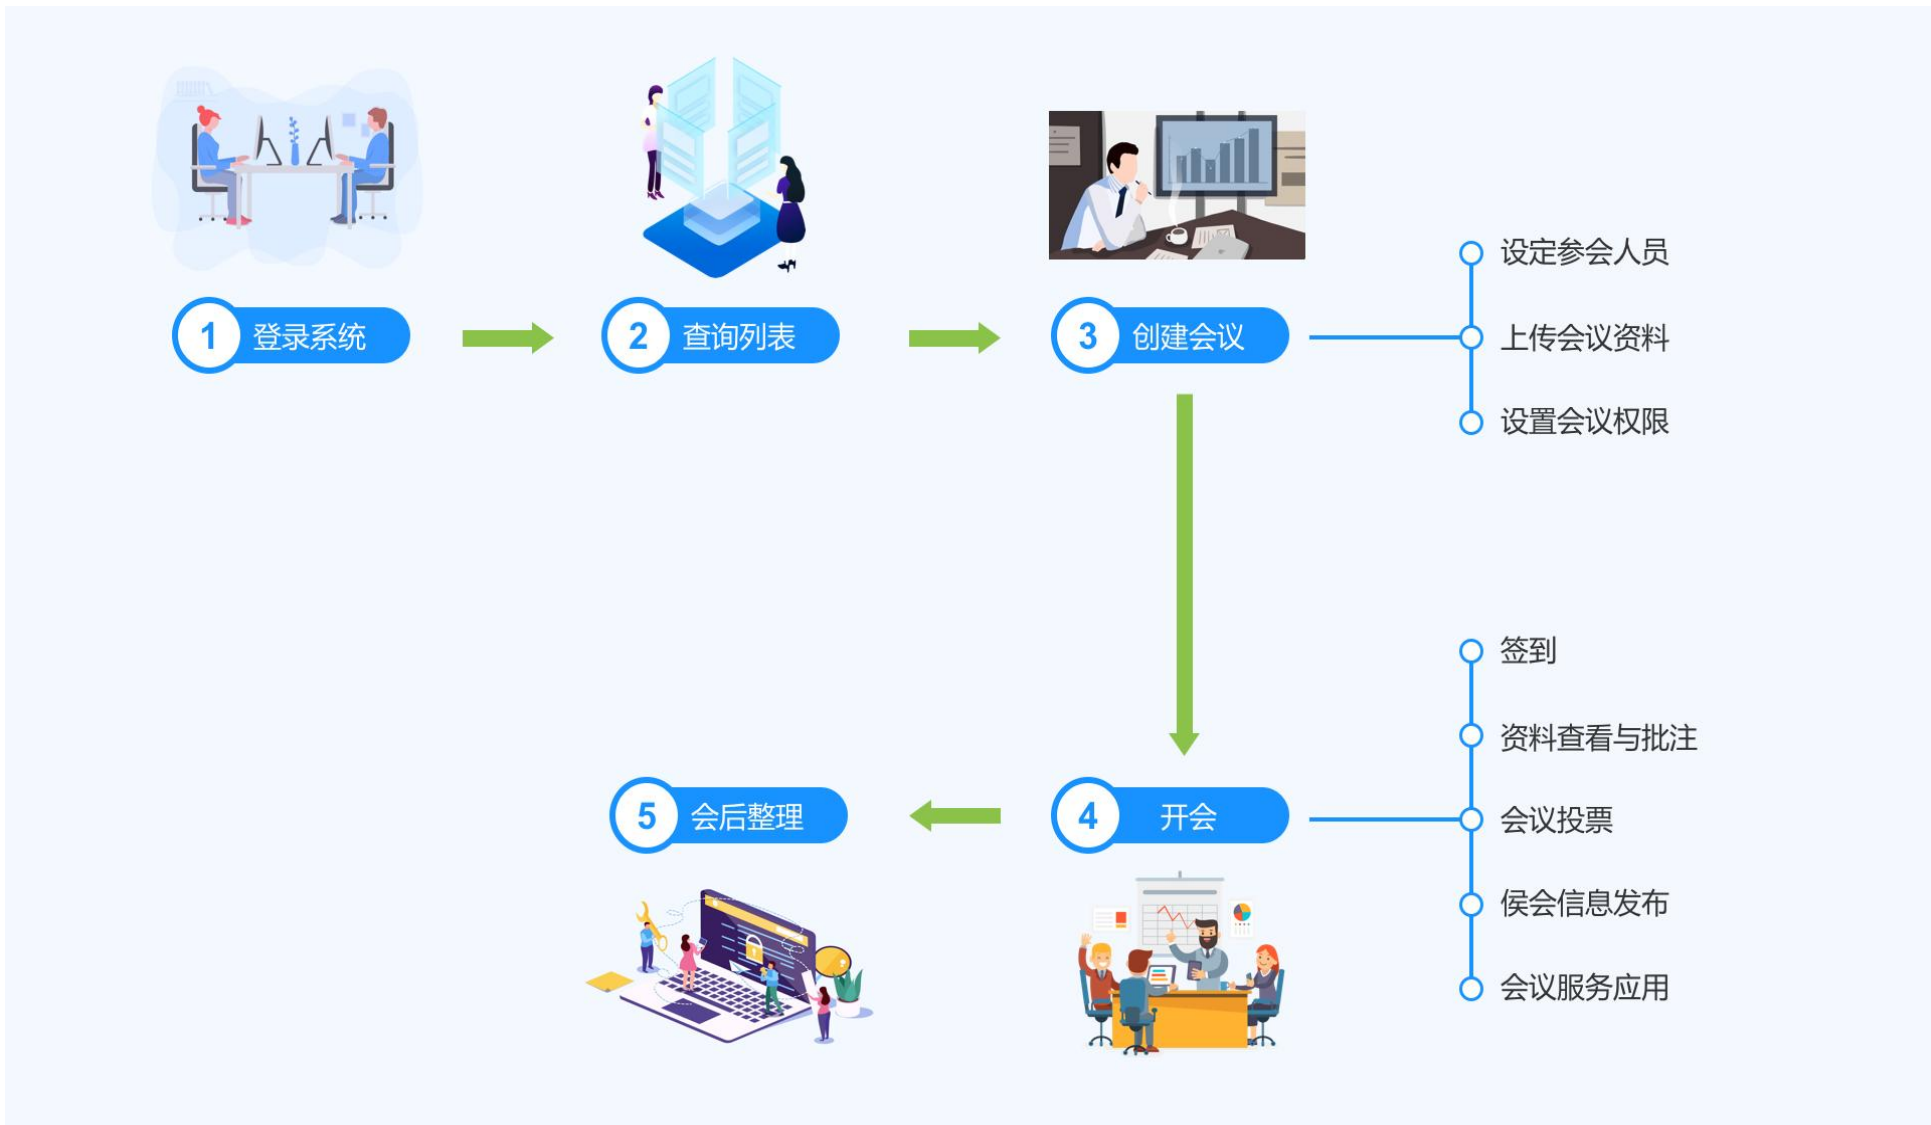 1 登录系统
2 查询列表
3 创建会议
设定参会人员
上传会议资料
设置会议权限
4 开会
签到
资料查看与批注
会议投票
侯会信息发布
会议服务应用
5 会后整理